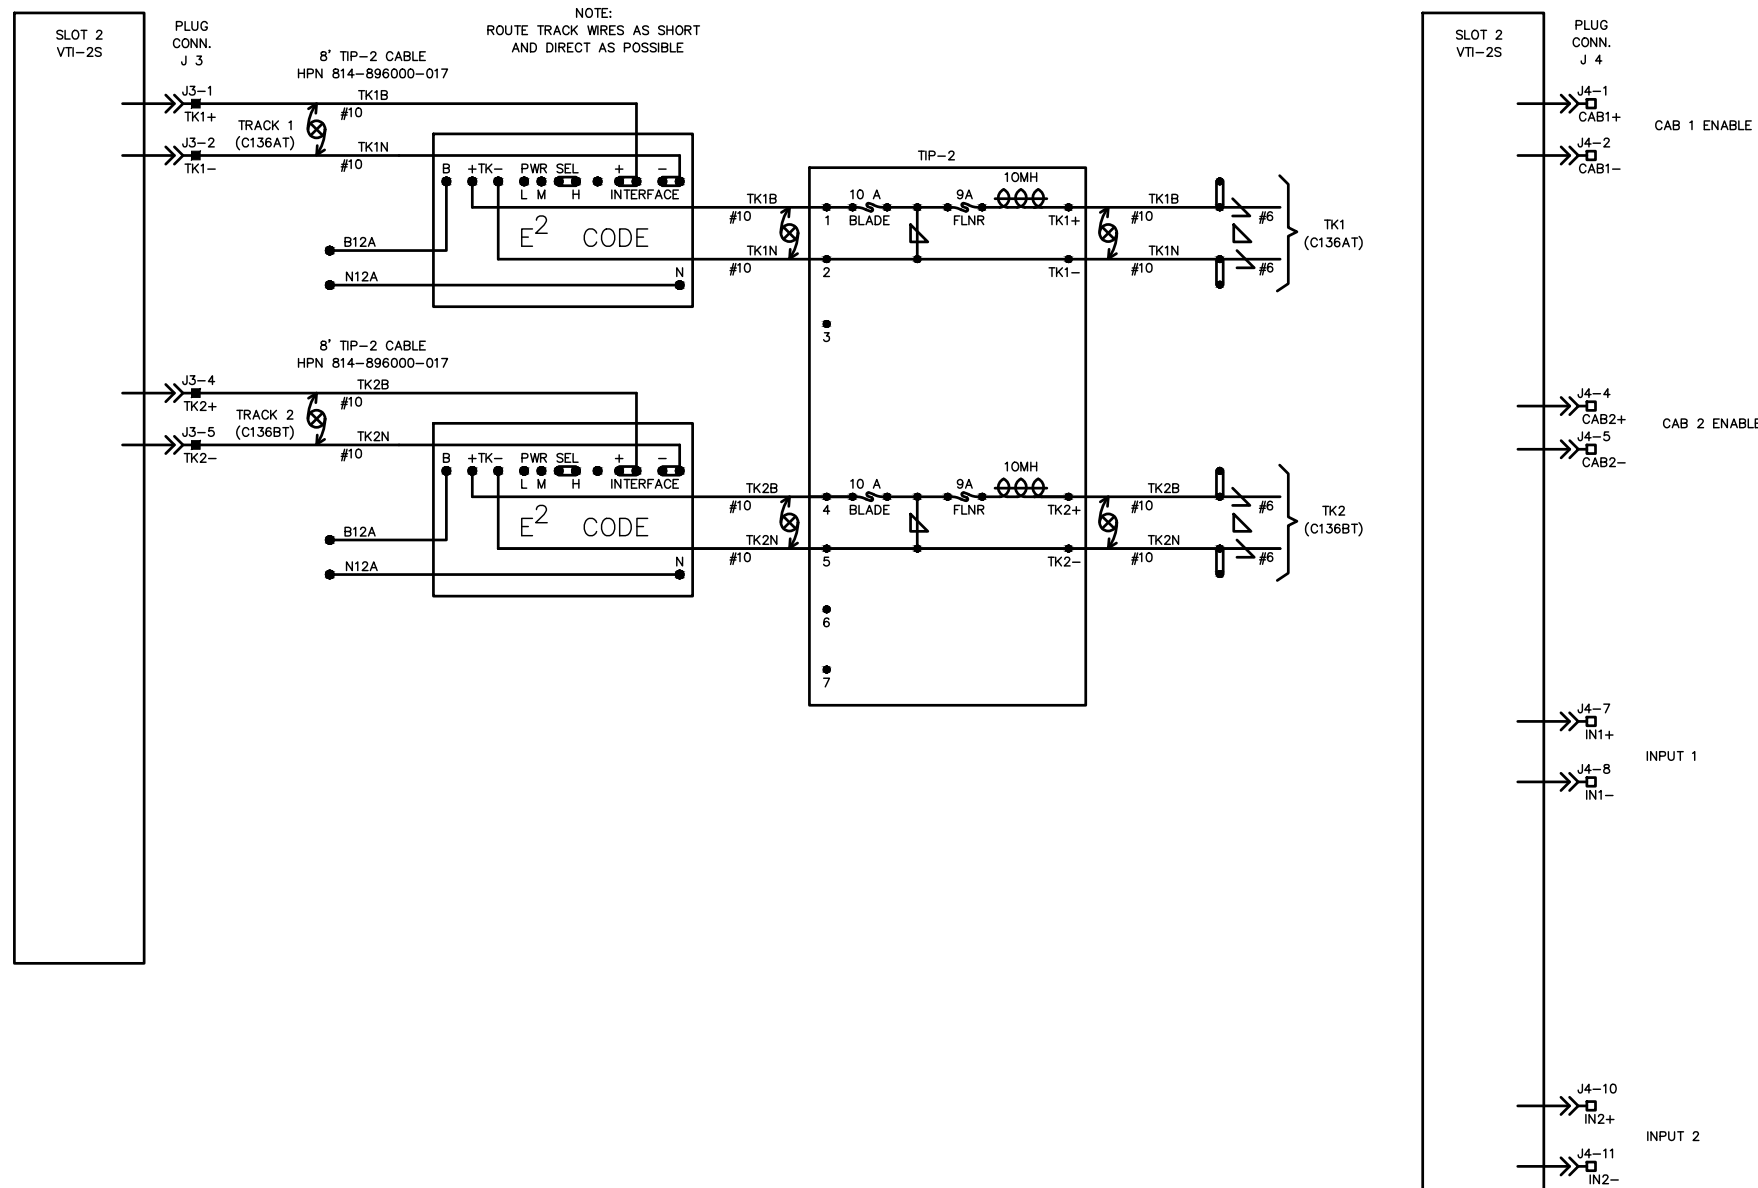 SLOT 2
VTI-2S
PLUG
CONN.
J 3
NOTE:
ROUTE TRACK WIRES AS SHORT
AND DIRECT AS POSSIBLE
8' TIP-2 CABLE
HPN 814-896000-017
J3-1
TK1+
TK1B
#10
TRACK 1
(C136AT)
J3-2
TK1-
TK1N
#10
B
+TK-
PWR SEL
+
-
L M H
INTERFACE
E2 CODE
B12A
N12A
N
TK1B
#10
TK1N
#10
TIP-2
1
10 A
BLADE
9A
FLNR
10MH
TK1+
2
TK1-
3
TK1B
#10
#6
TK1N
#10
#6
TK1
(C136AT)
8' TIP-2 CABLE
HPN 814-896000-017
J3-4
TK2+
TK2B
#10
TRACK 2
(C136BT)
J3-5
TK2-
TK2N
#10
B
+TK-
PWR SEL
+
-
L M H
INTERFACE
E2 CODE
B12A
N12A
N
TK2B
#10
TK2N
#10
4
10 A
BLADE
9A
FLNR
10MH
TK2+
5
TK2-
6
7
TK2B
#10
#6
TK2N
#10
#6
TK2
(C136BT)
SLOT 2
VTI-2S
PLUG
CONN.
J 4
J4-1
CAB1+
CAB 1 ENABLE
J4-2
CAB1-
J4-4
CAB2+
CAB 2 ENABLE
J4-5
CAB2-
J4-7
IN1+
INPUT 1
J4-8
IN1-
J4-10
IN2+
INPUT 2
J4-11
IN2-